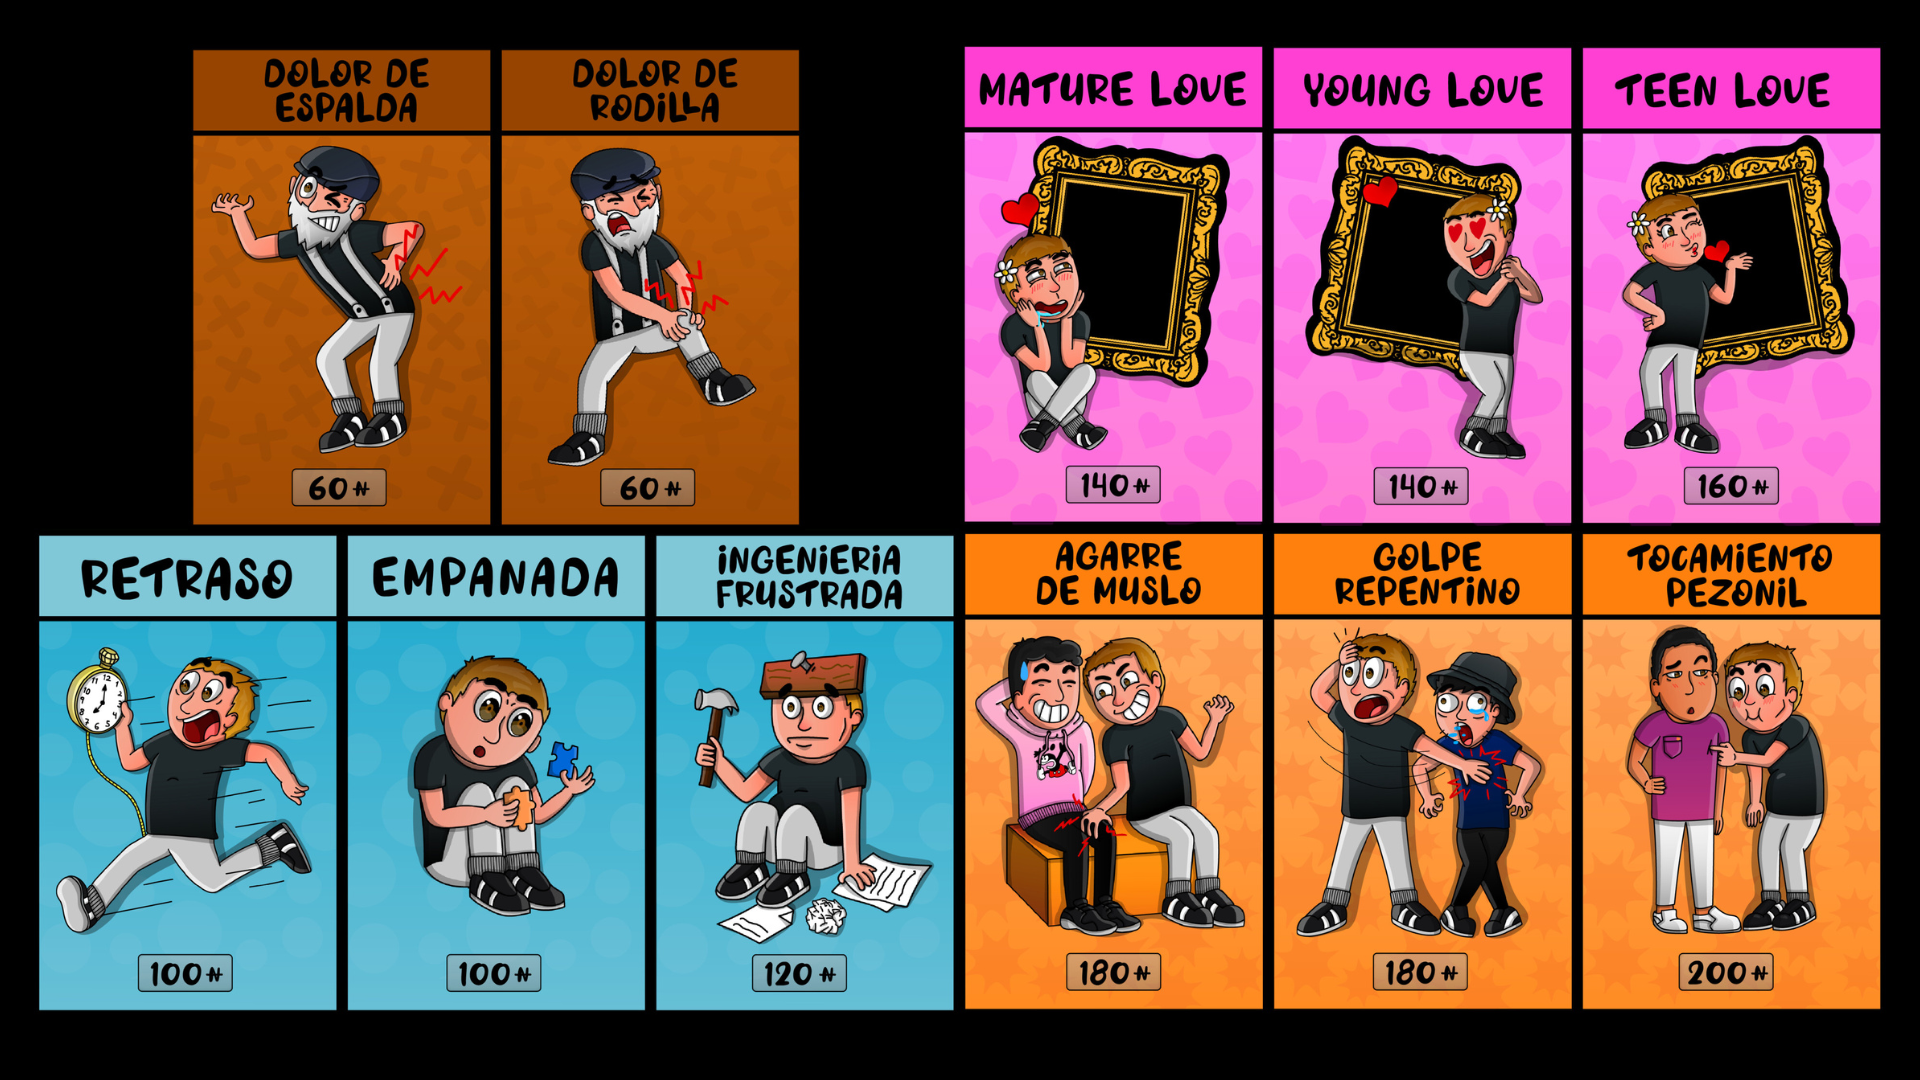 DOLOR DE
ESPALDA
60 ₦
DOLOR DE
RODiLLA
60 ₦
MATURE LOVE
140 ₦
YOUNG LOVE
140 ₦
TEEN LOVE
160 ₦
RETRASO
100 ₦
EMPANADA
100 ₦
iNGENiERiA
FRUSTRADA
120 ₦
AGARRE
DE MUSLO
180 ₦
GOLPE
REPENTiNO
180 ₦
TOCAMiENTO
PEZONiL
200 ₦